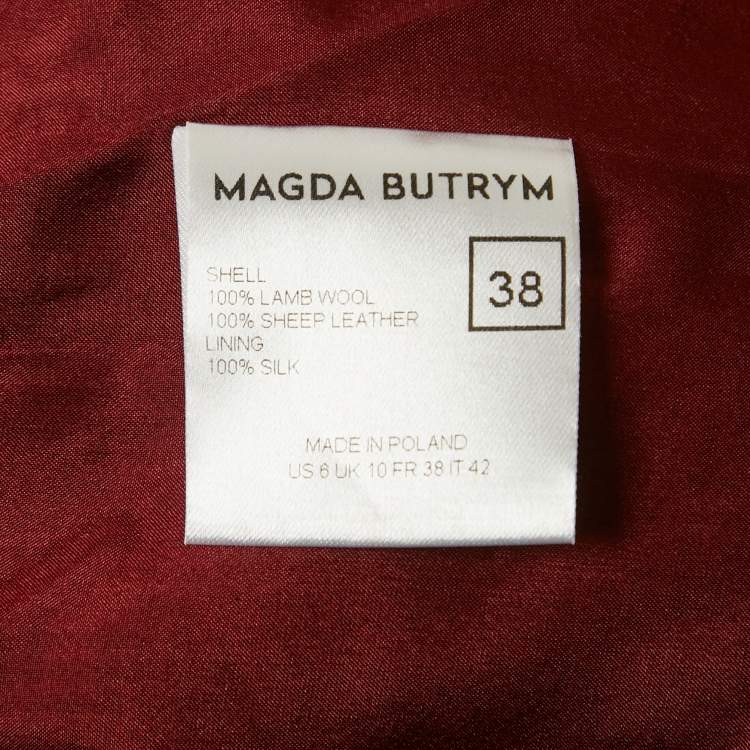 MAGDA BUTRYM
38
SHELL
100% LAMB WOOL
100% SHEEP LEATHER
LINING
100% SILK
MADE IN POLAND
US 6 UK 10 FR 38 IT 42